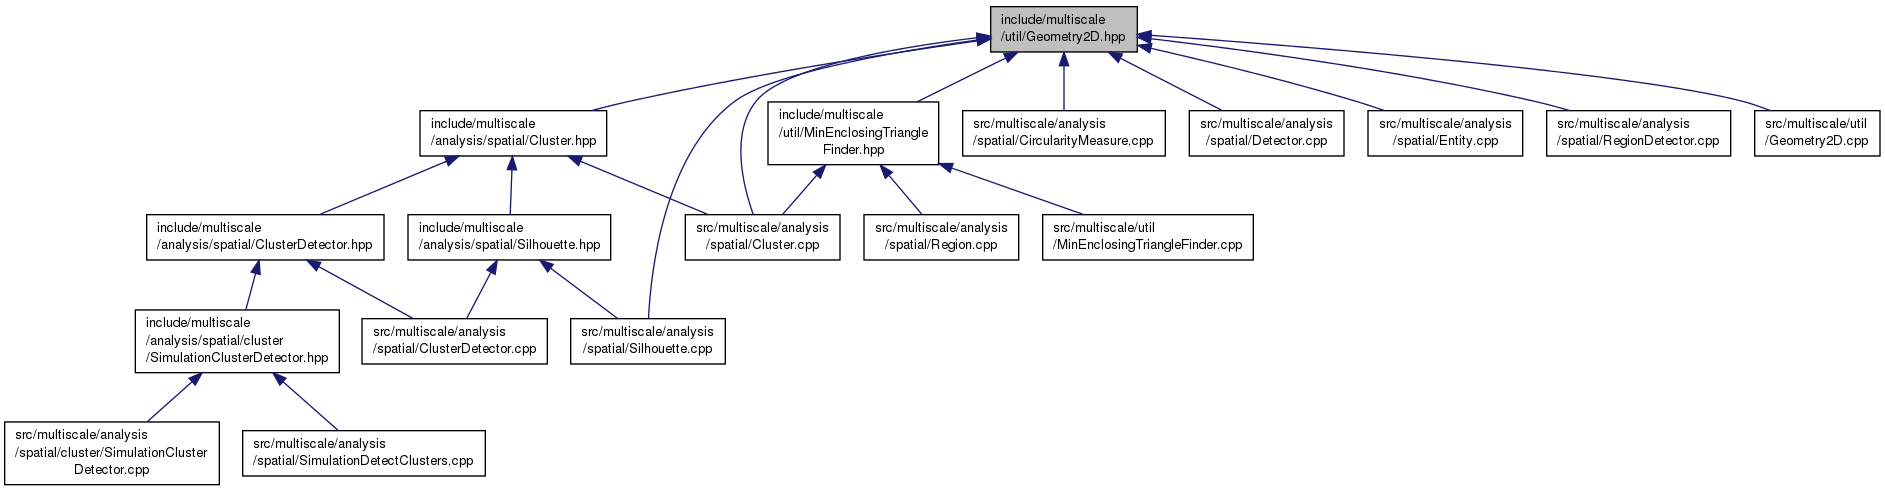 include/multiscale
/util/Geometry2D.hpp
include/multiscale
/analysis/spatial/Cluster.hpp
include/multiscale
/util/MinEnclosingTriangle
Finder.hpp
src/multiscale/analysis
/spatial/CircularityMeasure.cpp
src/multiscale/analysis
/spatial/Detector.cpp
src/multiscale/analysis
/spatial/Entity.cpp
src/multiscale/analysis
/spatial/RegionDetector.cpp
src/multiscale/util
/Geometry2D.cpp
include/multiscale
/analysis/spatial/ClusterDetector.hpp
include/multiscale
/analysis/spatial/Silhouette.hpp
src/multiscale/analysis
/spatial/Cluster.cpp
src/multiscale/analysis
/spatial/Region.cpp
src/multiscale/util
/MinEnclosingTriangleFinder.cpp
include/multiscale
/analysis/spatial/cluster
/SimulationClusterDetector.hpp
src/multiscale/analysis
/spatial/ClusterDetector.cpp
src/multiscale/analysis
/spatial/Silhouette.cpp
src/multiscale/analysis
/spatial/cluster/SimulationCluster
Detector.cpp
src/multiscale/analysis
/spatial/SimulationDetectClusters.cpp